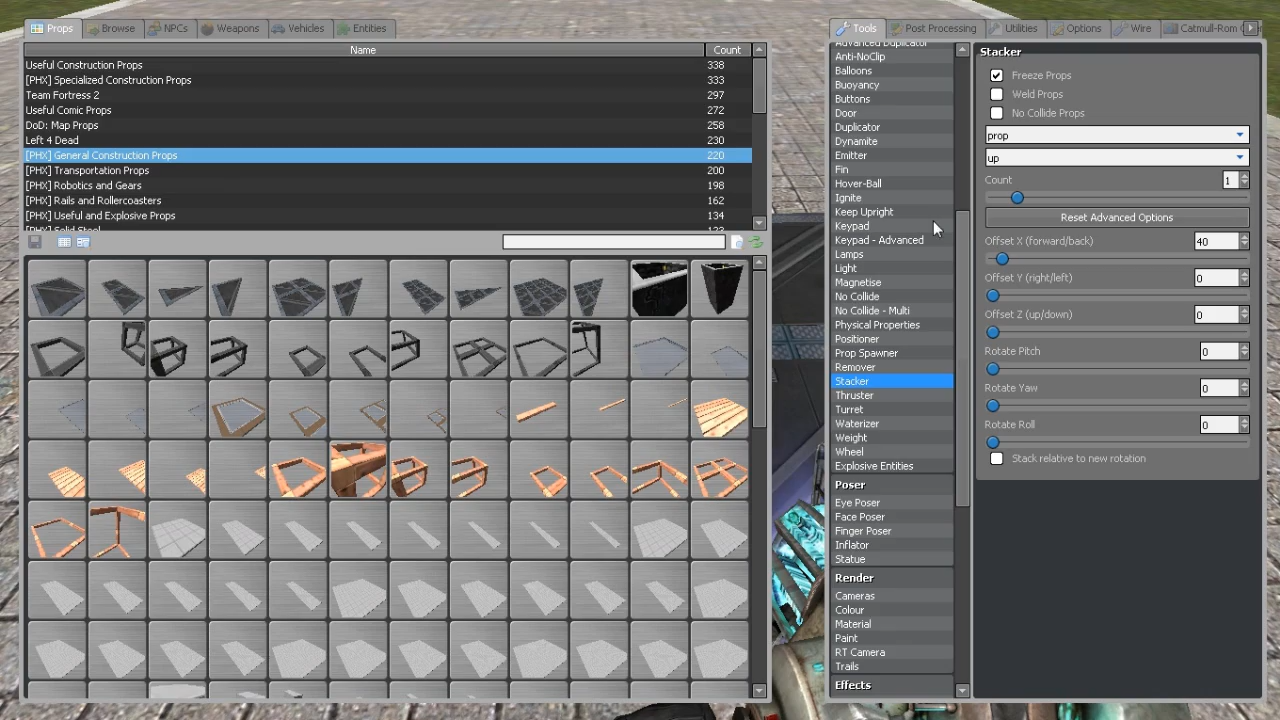 Props Browse NPCs Weapons Vehicles Entities
Name Count
Useful Construction Props 338
[PHX] Specialized Construction Props 333
Team Fortress 2 297
Useful Comic Props 272
DoD: Map Props 258
Left 4 Dead 230
[PHX] General Construction Props 220
[PHX] Transportation Props 200
[PHX] Robotics and Gears 198
[PHX] Rails and Rollercoasters 162
[PHX] Useful and Explosive Props 134
[PHX] Solid Steel
Tools Post Processing Utilities Options Wire Catmull-Rom
Advanced Duplicator
Anti-NoClip
Balloons
Buoyancy
Buttons
Door
Duplicator
Dynamite
Emitter
Fin
Hover-Ball
Ignite
Keep Upright
Keypad
Keypad - Advanced
Lamps
Light
Magnetise
No Collide
No Collide - Multi
Physical Properties
Positioner
Prop Spawner
Remover
Stacker
Thruster
Turret
Waterizer
Weight
Wheel
Explosive Entities
Poser
Eye Poser
Face Poser
Finger Poser
Inflator
Statue
Render
Cameras
Colour
Material
Paint
RT Camera
Trails
Effects
Stacker
Freeze Props
Weld Props
No Collide Props
prop
up
Count 1
Reset Advanced Options
Offset X (forward/back) 40
Offset Y (right/left) 0
Offset Z (up/down) 0
Rotate Pitch 0
Rotate Yaw 0
Rotate Roll 0
Stack relative to new rotation